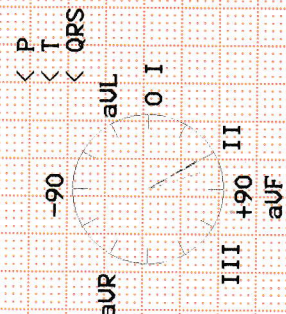 < P
< T
< QRS
aVL
-90
0 I
aVR
II
+90
III
aVF